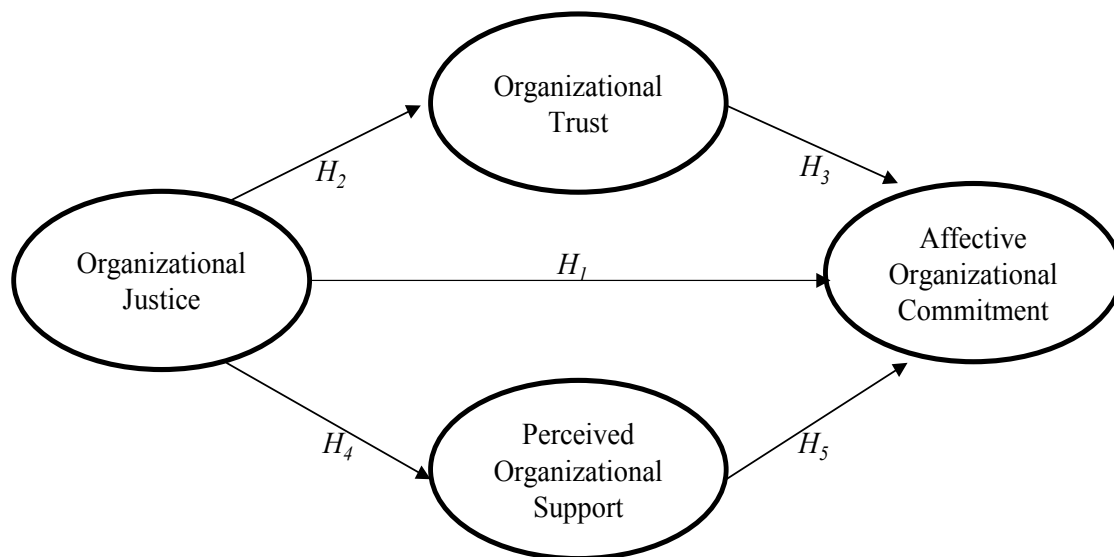 Organizational
Trust
H2
H3
Organizational
Justice
H1
Affective
Organizational
Commitment
H4
Perceived
Organizational
Support
H5